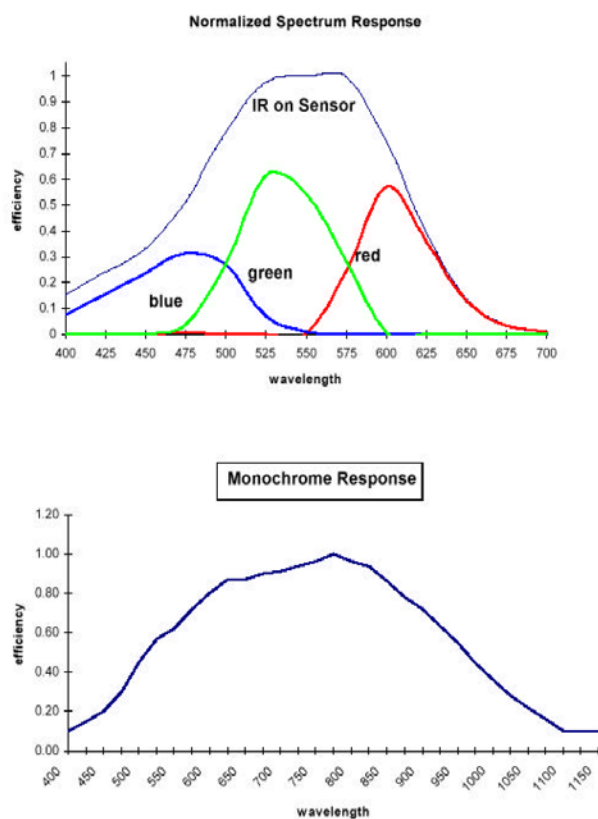 Normalized Spectrum Response
1
0.9
0.8
0.7
0.6
0.5
0.4
0.3
0.2
0.1
0
efficiency
IR on Sensor
blue
green
red
400 425 450 475 500 525 550 575 600 625 650 675 700
wavelength
Monochrome Response
1.20
1.00
0.80
0.60
0.40
0.20
0.00
efficiency
400 450 500 550 600 650 700 750 800 850 900 950 1000 1050 1100 1150
wavelength